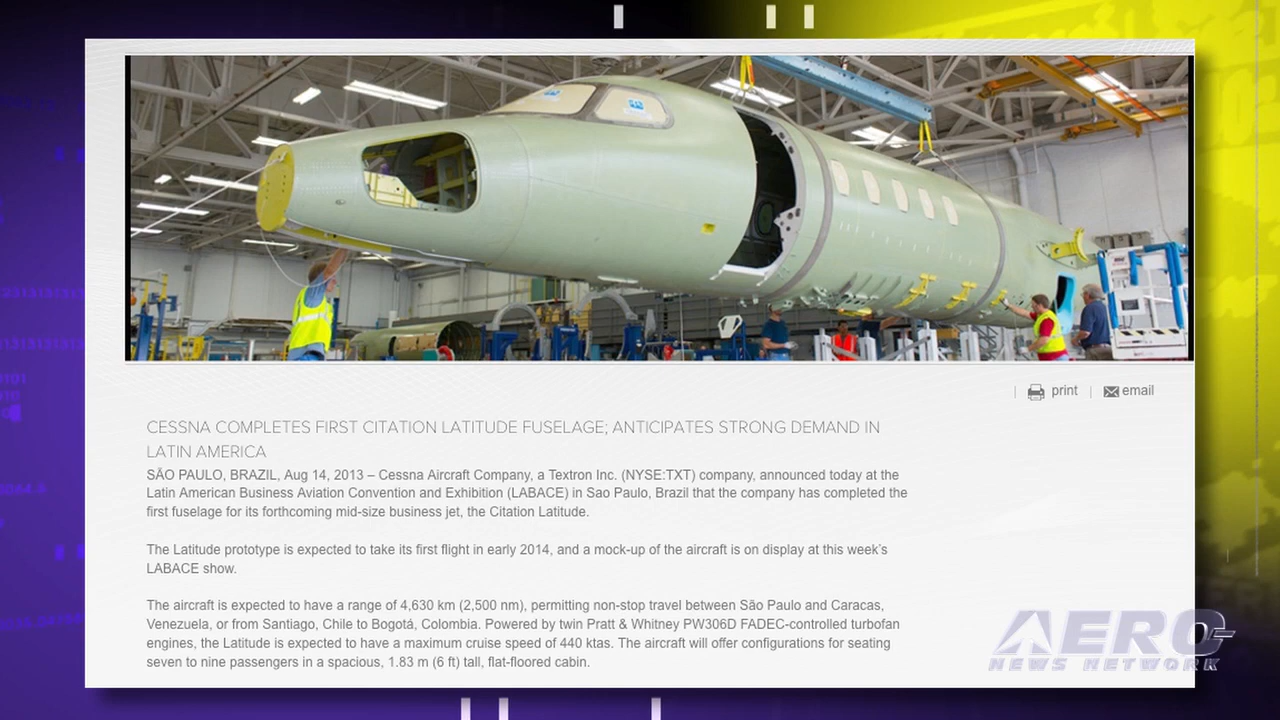 print
email
CESSNA COMPLETES FIRST CITATION LATITUDE FUSELAGE; ANTICIPATES STRONG DEMAND IN
LATIN AMERICA
SÃO PAULO, BRAZIL, Aug 14, 2013 – Cessna Aircraft Company, a Textron Inc. (NYSE:TXT) company, announced today at the
Latin American Business Aviation Convention and Exhibition (LABACE) in Sao Paulo, Brazil that the company has completed the
first fuselage for its forthcoming mid-size business jet, the Citation Latitude.
The Latitude prototype is expected to take its first flight in early 2014, and a mock-up of the aircraft is on display at this week's
LABACE show.
The aircraft is expected to have a range of 4,630 km (2,500 nm), permitting non-stop travel between São Paulo and Caracas,
Venezuela, or from Santiago, Chile to Bogotá, Colombia. Powered by twin Pratt & Whitney PW306D FADEC-controlled turbofan
engines, the Latitude is expected to have a maximum cruise speed of 440 ktas. The aircraft will offer configurations for seating
seven to nine passengers in a spacious, 1.83 m (6 ft) tall, flat-floored cabin.
AERO
NEWS NETWORK